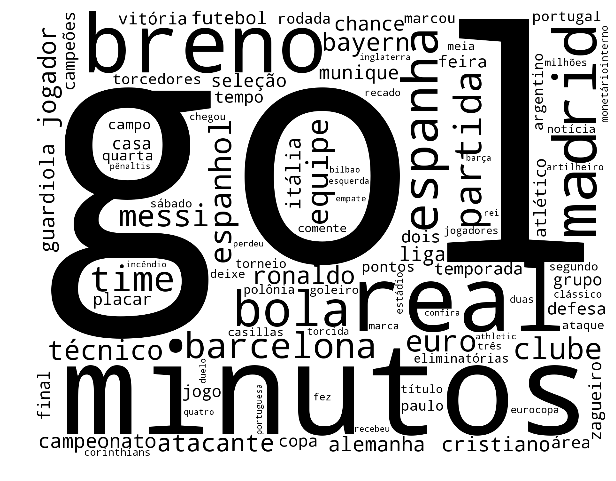 vitória
futebol
rodada
chance
marcou
portugal
campeões
breno
bayern
inglaterra
meia
jogador
munique
feira
milhões
monetáriointerno
madrid
torcedores
seleção
tempo
recado
espanha
partida
argentino
notícia
gol
chegou
campo
casa
quarta
pênaltis
guardiola
espanhol
itália
equipe
bilbao
esquerda
empate
barça
artilheiro
atlético
sábado
messi
comente
rei
jogadores
dois
liga
perdeu
incêndio
time
placar
deixe
torneio
ronaldo
pontos
temporada
segundo
grupo
clássico
polônia
goleiro
estádio
real
duas
defesa
bola
casillas
torcida
marca
confira
ataque
técnico
barcelona
euro
athletic
três
eliminatórias
clube
minutos
duelo
jogo
quatro
portuguesa
fez
título
paulo
eurocopa
zagueiro
final
recebeu
campeonato
corinthians
atacante
copa
alemanha
cristiano
área